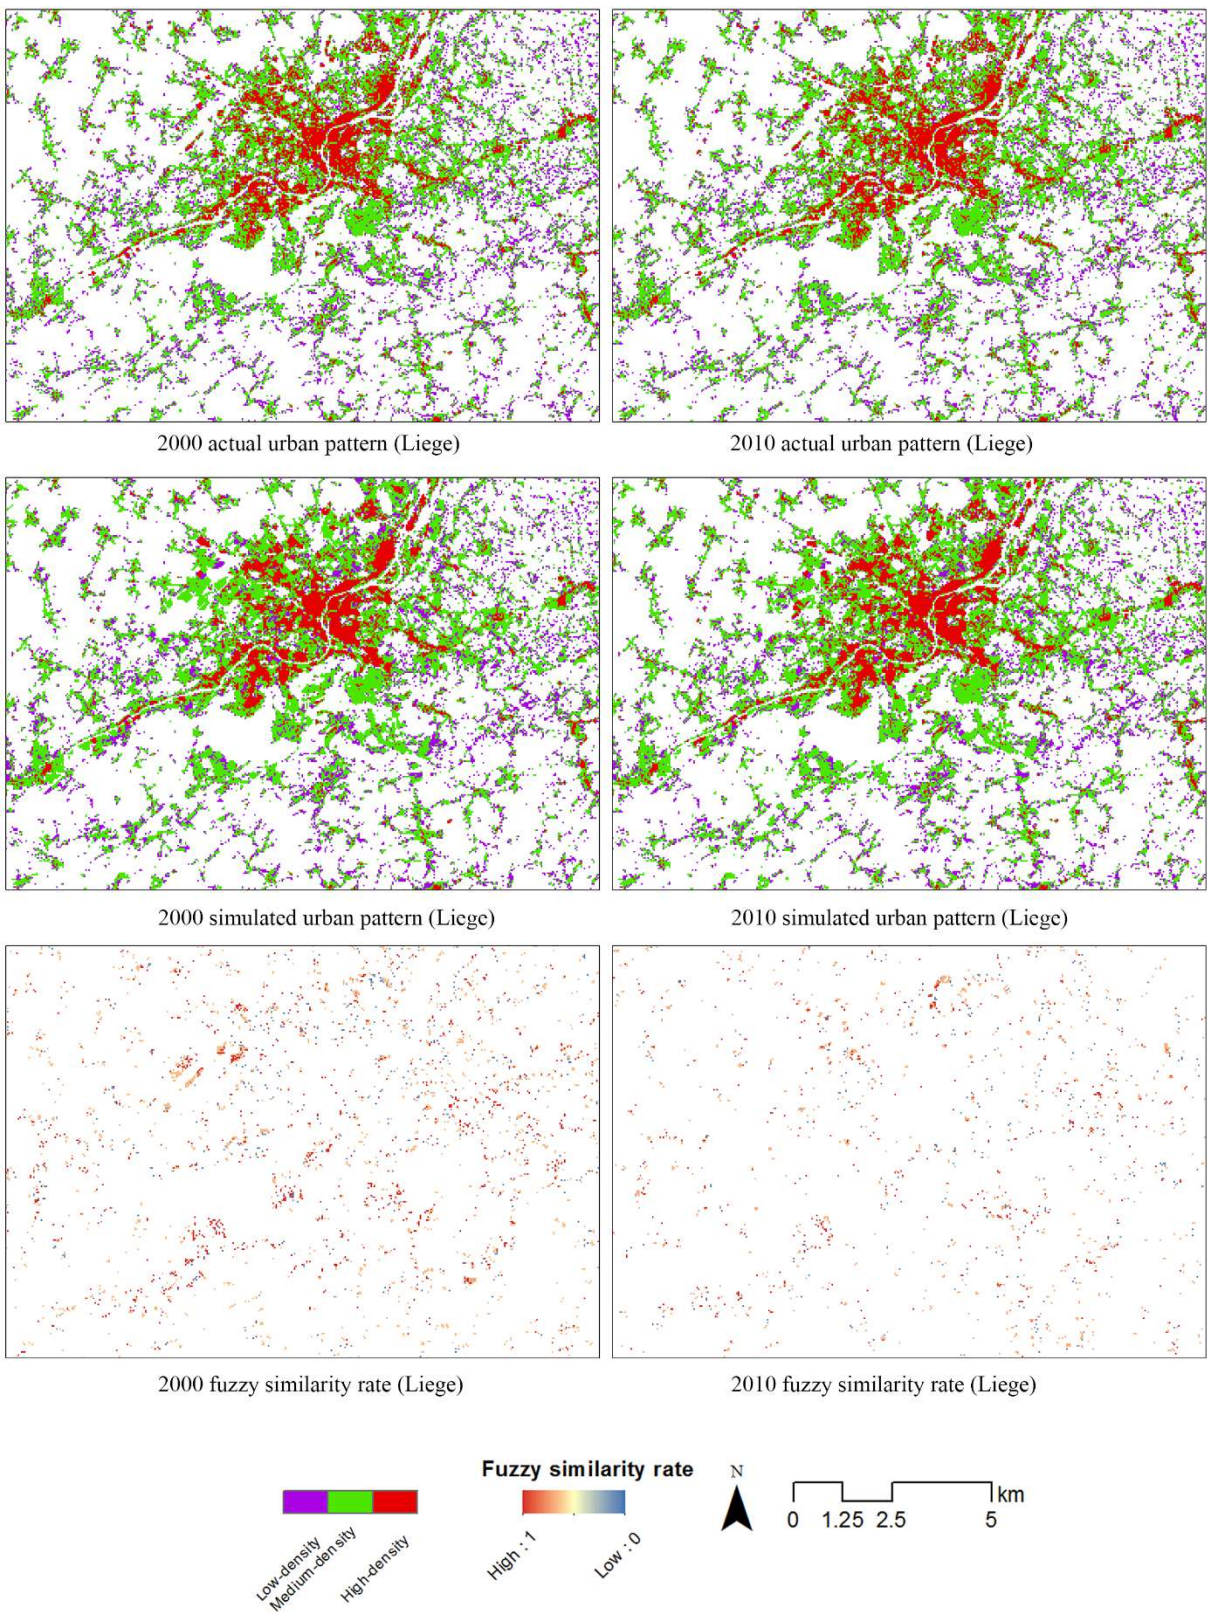 2000 actual urban pattern (Liege)
2010 actual urban pattern (Liege)
2000 simulated urban pattern (Liege)
2010 simulated urban pattern (Liege)
2000 fuzzy similarity rate (Liege)
2010 fuzzy similarity rate (Liege)
Low-density
Medium-density
High-density
Fuzzy similarity rate
High : 1
Low : 0
N
km
0 1.25 2.5 5